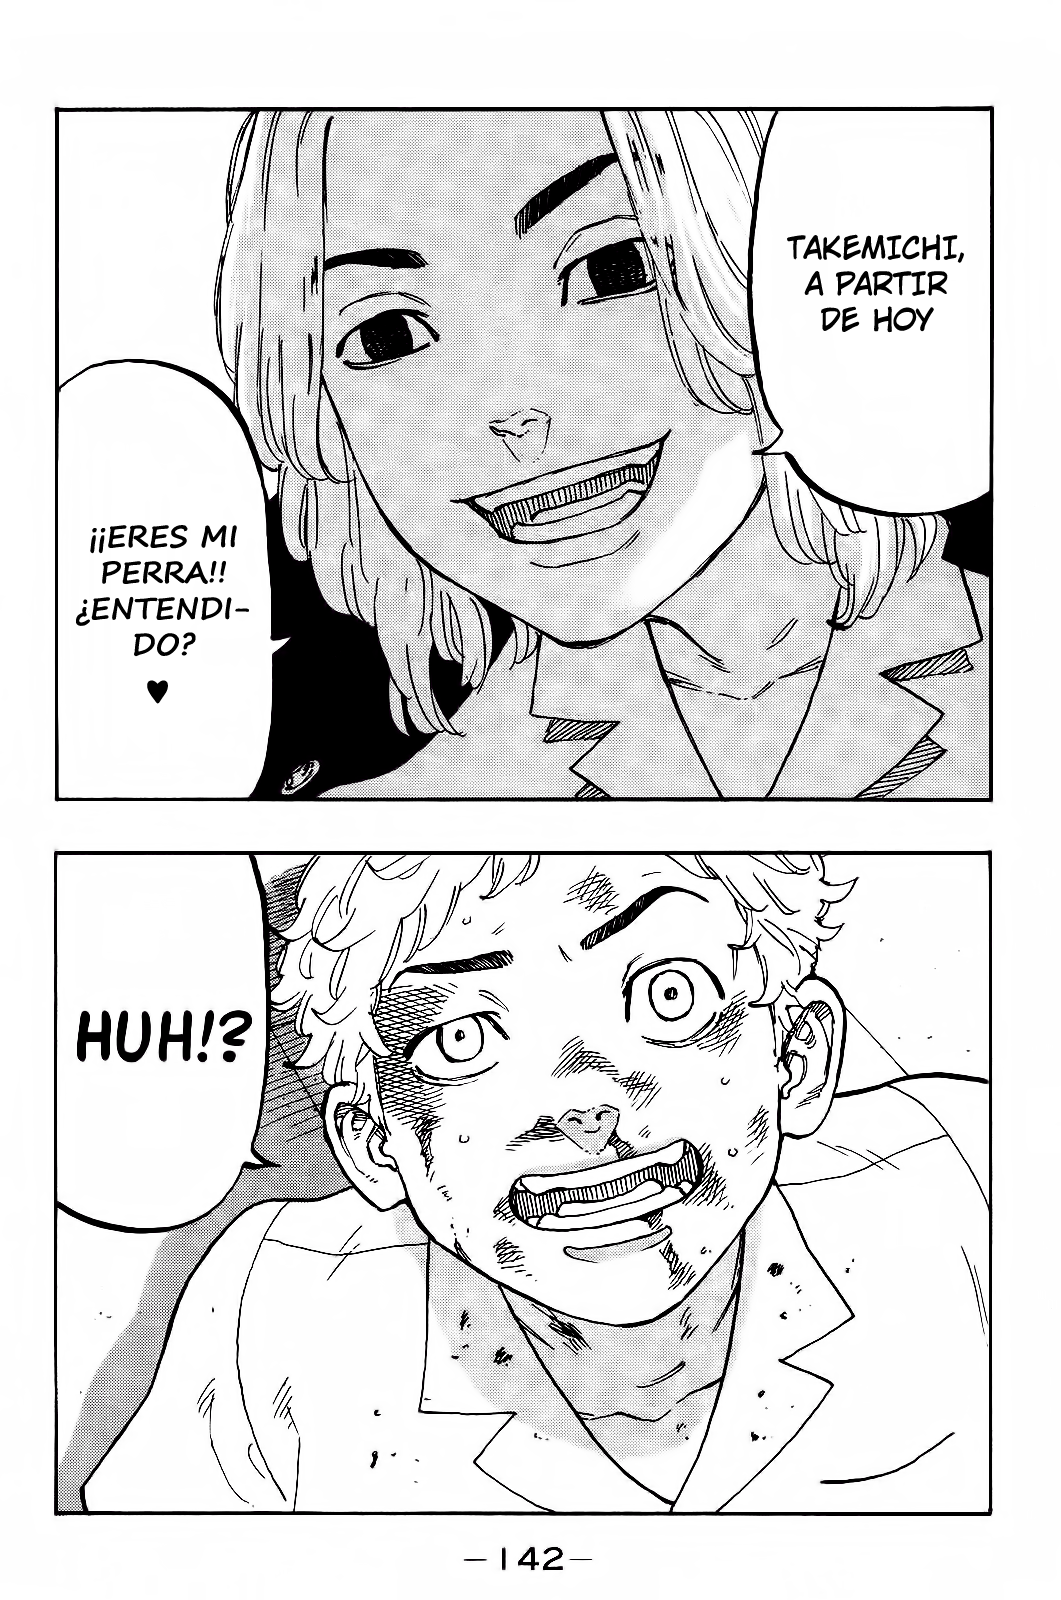 TAKEMICHI,
A PARTIR
DE HOY
¡¡ERES MI
PERRA!!
¿ENTENDI-
DO?
♥
HUH!?
—142—